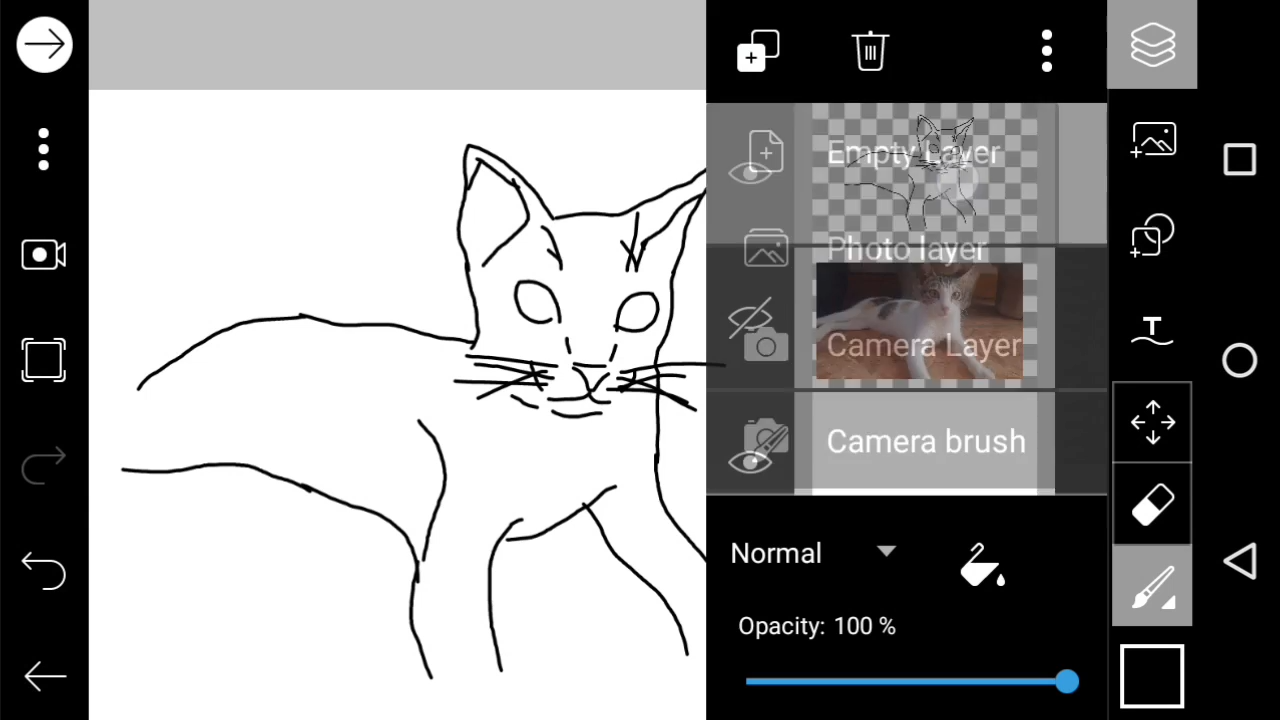 Empty Layer
Photo layer
Camera Layer
Camera brush
Normal
Opacity: 100 %
T